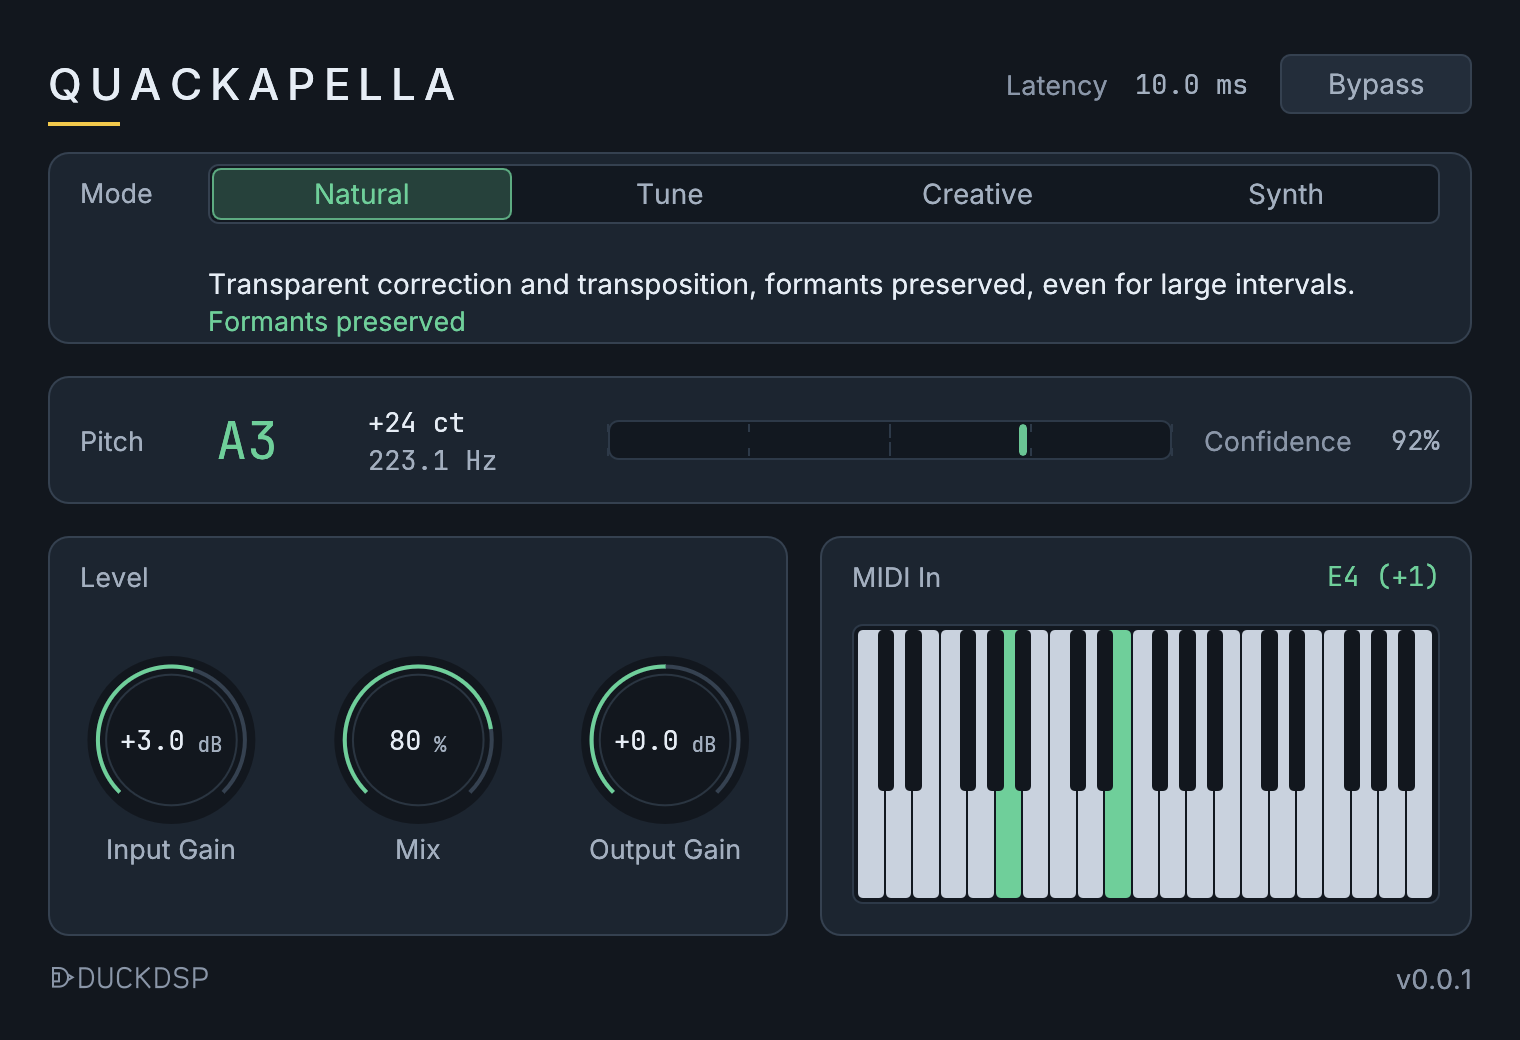 QUACKAPELLA
Latency 10.0 ms Bypass
Mode Natural Tune Creative Synth
Transparent correction and transposition, formants preserved, even for large intervals.
Formants preserved
Pitch A3 +24 ct
223.1 Hz
Confidence 92%
Level
+3.0 dB 80 % +0.0 dB
Input Gain Mix Output Gain
MIDI In E4 (+1)
DUCKDSP
v0.0.1